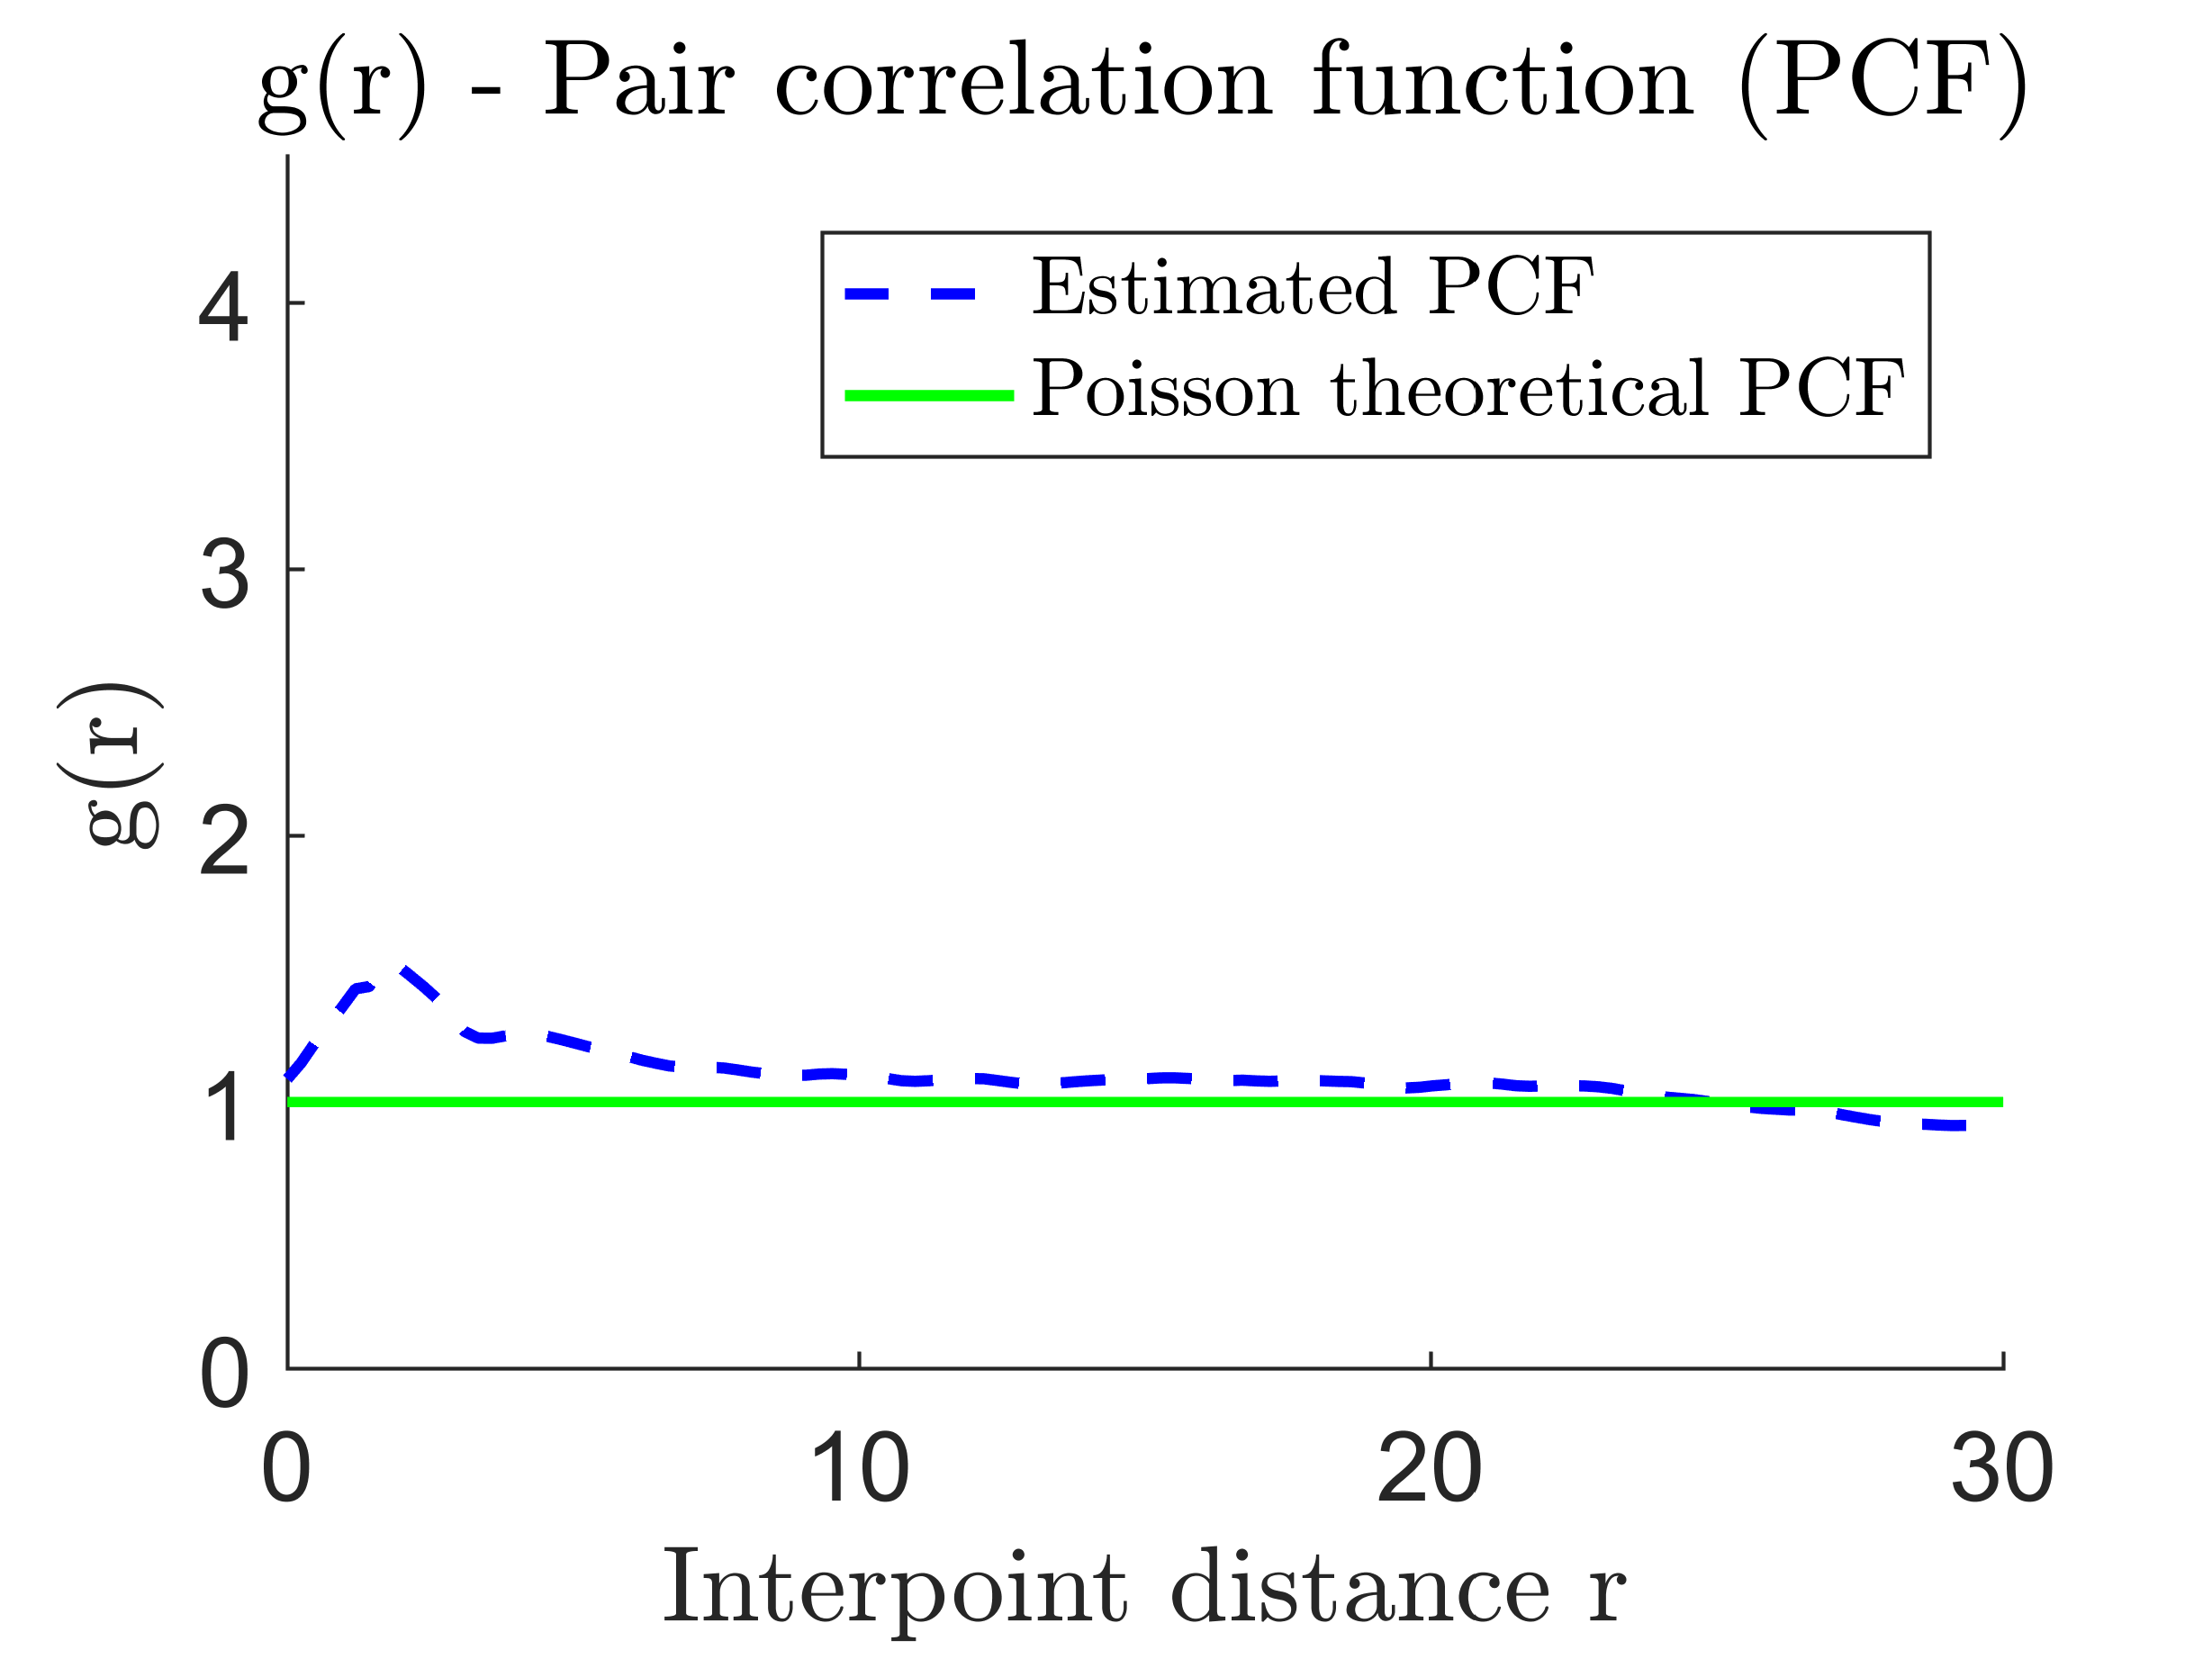 g(r) - Pair correlation function (PCF)
Estimated PCF
Poisson theoretical PCF
4
3
2
1
0
g(r)
0 10 20 30
Interpoint distance r